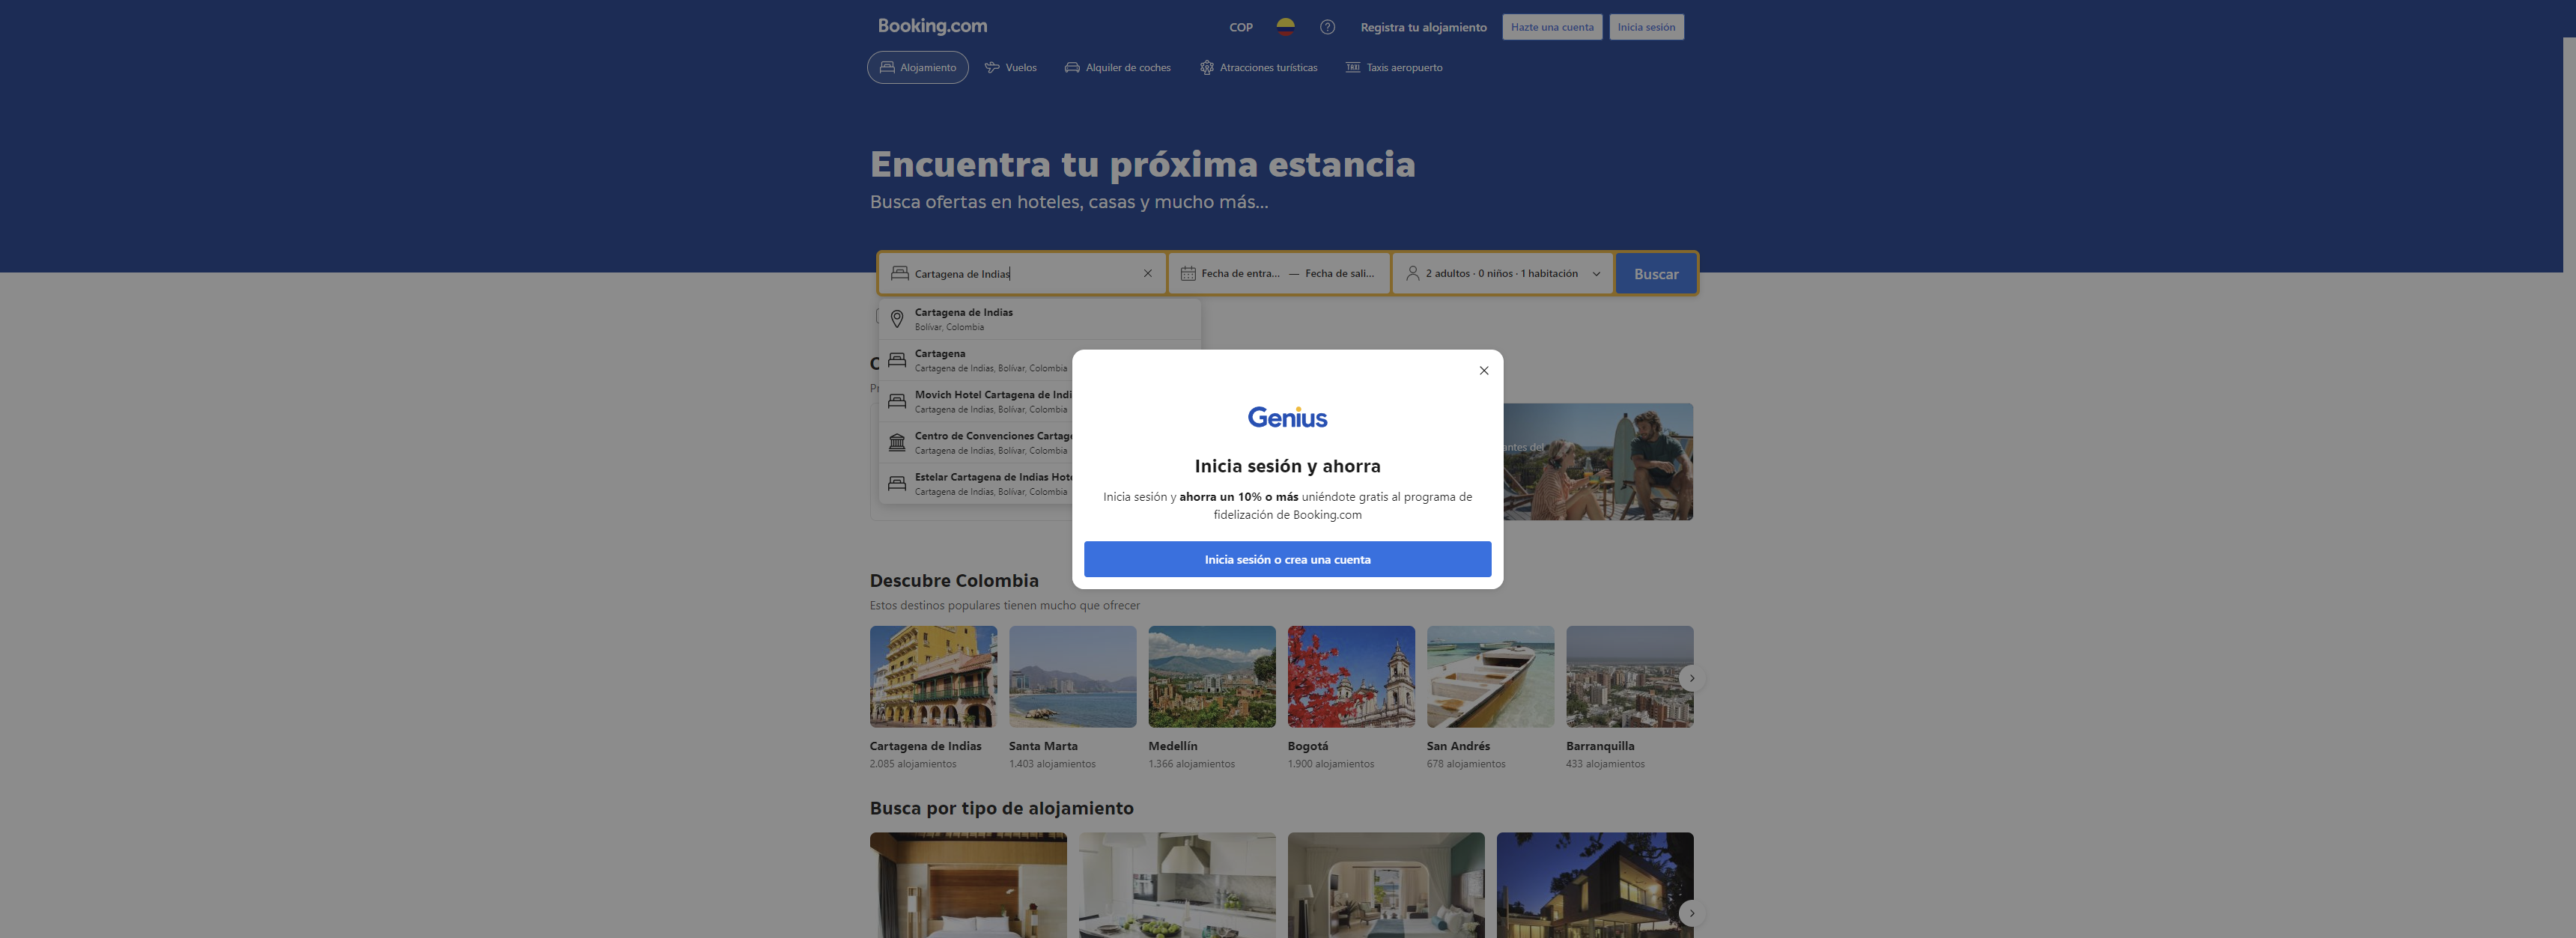 Booking.com
COP
Registra tu alojamiento
Hazte una cuenta
Inicia sesión
Alojamiento
Vuelos
Alquiler de coches
Atracciones turísticas
TAXI
Taxis aeropuerto
Encuentra tu próxima estancia
Busca ofertas en hoteles, casas y mucho más...
Cartagena de Indias
Fecha de entra... — Fecha de sali...
2 adultos · 0 niños · 1 habitación
Buscar
Cartagena de Indias
Bolívar, Colombia
Cartagena
Cartagena de Indias, Bolívar, Colombia
Movich Hotel Cartagena de Indi
Cartagena de Indias, Bolívar, Colombia
Centro de Convenciones Cartage
Cartagena de Indias, Bolívar, Colombia
Estelar Cartagena de Indias Hote
Cartagena de Indias, Bolívar, Colombia
antes del
Genius
Inicia sesión y ahorra
Inicia sesión y ahorra un 10% o más uniéndote gratis al programa de
fidelización de Booking.com
Inicia sesión o crea una cuenta
Descubre Colombia
Estos destinos populares tienen mucho que ofrecer
Cartagena de Indias
2.085 alojamientos
Santa Marta
1.403 alojamientos
Medellín
1.366 alojamientos
Bogotá
1.900 alojamientos
San Andrés
678 alojamientos
Barranquilla
433 alojamientos
Busca por tipo de alojamiento